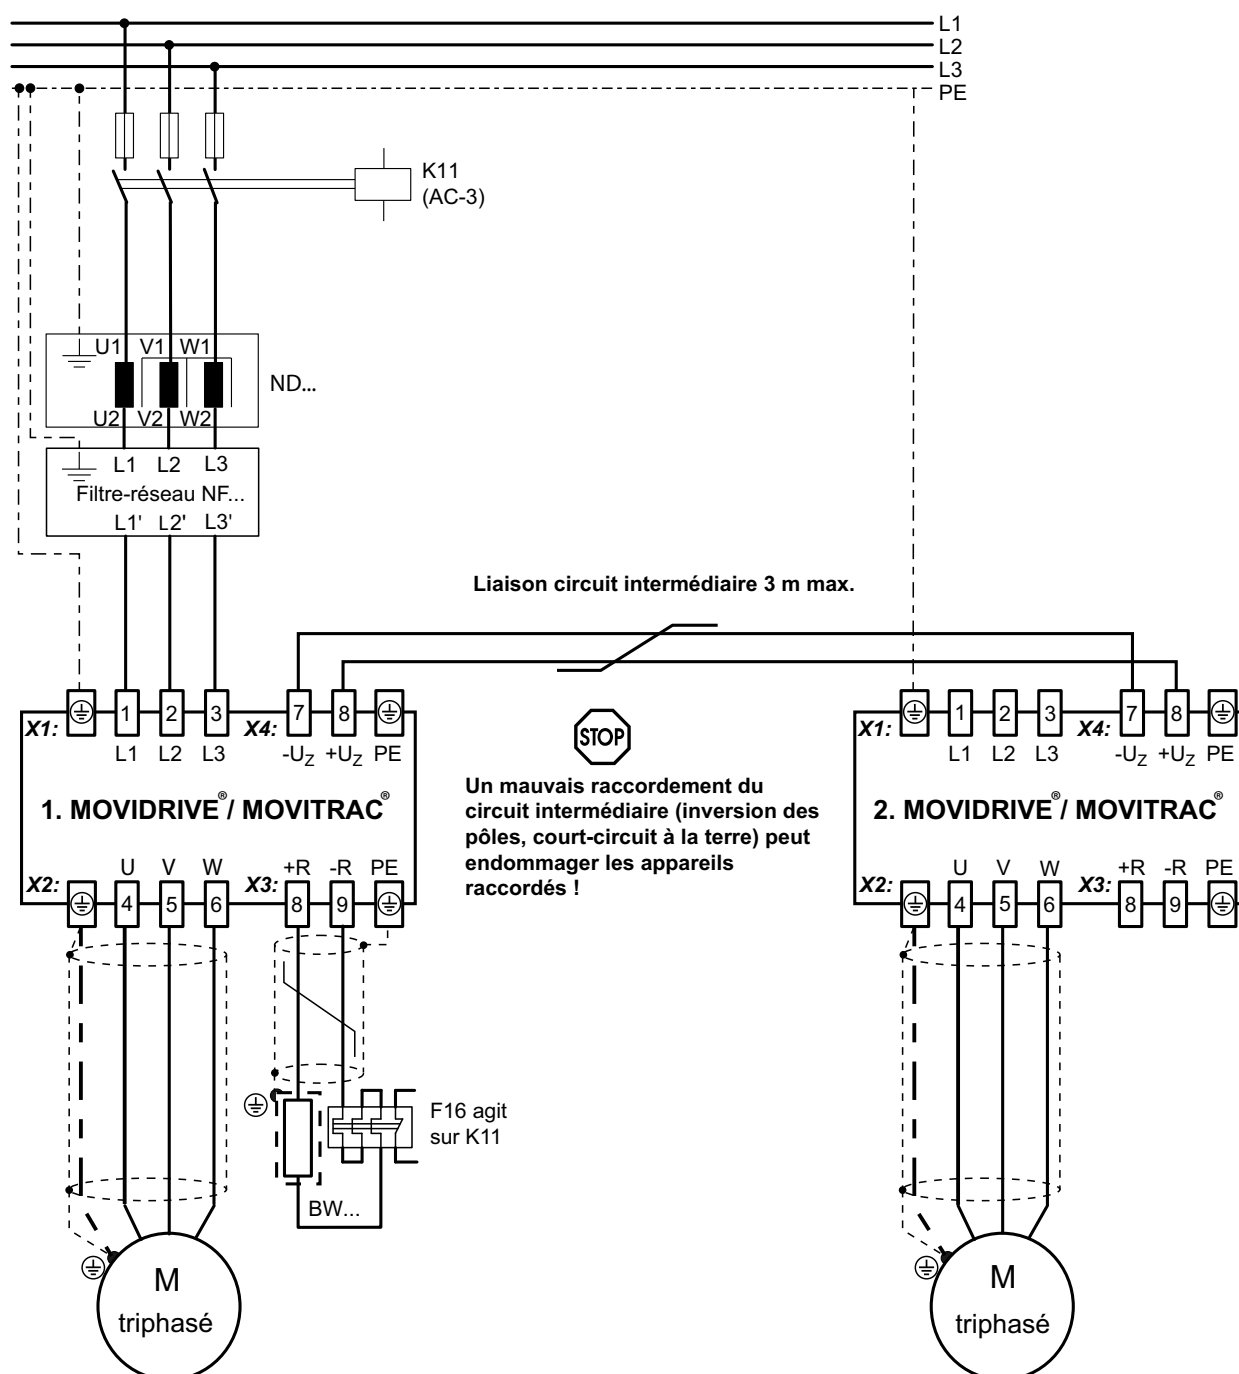 L1
L2
L3
PE
K11
(AC-3)
U1 V1 W1
ND...
U2 V2 W2
L1 L2 L3
Filtre-réseau NF...
L1' L2' L3'
Liaison circuit intermédiaire 3 m max.
1 2 3 7 8
X1: X4:
L1 L2 L3 -UZ +UZ PE
1. MOVIDRIVE®/ MOVITRAC®
U V W +R -R PE
X2: X3:
4 5 6 8 9
STOP
Un mauvais raccordement du
circuit intermédiaire (inversion des
pôles, court-circuit à la terre) peut
endommager les appareils
raccordés !
1 2 3 7 8
X1: X4:
L1 L2 L3 -UZ +UZ PE
2. MOVIDRIVE®/ MOVITRAC®
U V W +R -R PE
X2: X3:
4 5 6 8 9
F16 agit
sur K11
BW...
M
triphasé
M
triphasé